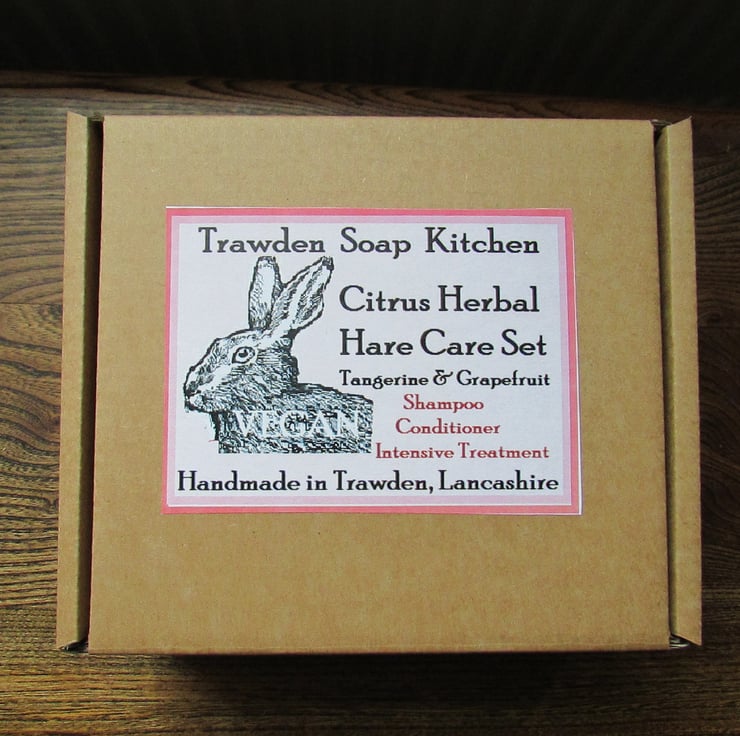 Trawden Soap Kitchen
Citrus Herbal
Hare Care Set
Tangerine & Grapefruit
Shampoo
Conditioner
Intensive Treatment
VEGAN
Handmade in Trawden, Lancashire